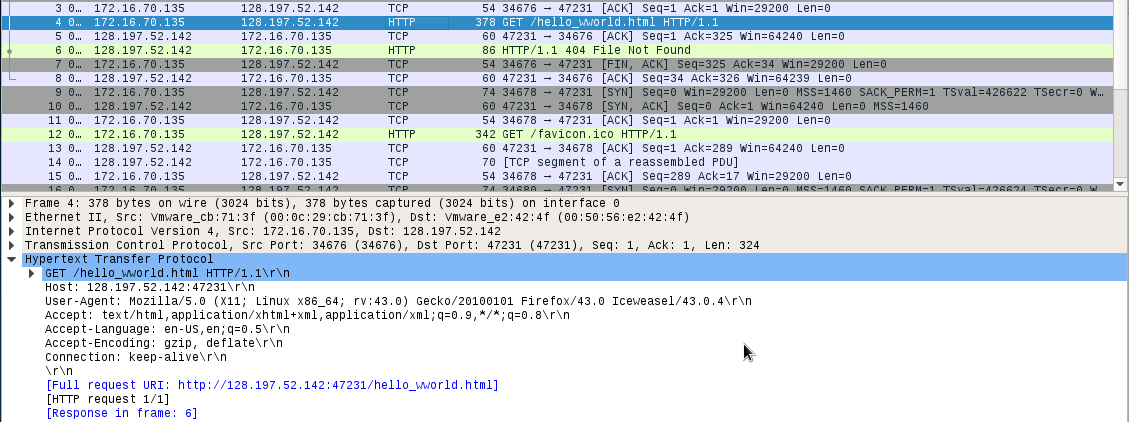 3 0… 172.16.70.135 128.197.52.142 TCP 54 34676 → 47231 [ACK] Seq=1 Ack=1 Win=29200 Len=0
4 0… 172.16.70.135 128.197.52.142 HTTP 378 GET /hello_wworld.html HTTP/1.1
5 0… 128.197.52.142 172.16.70.135 TCP 60 47231 → 34676 [ACK] Seq=1 Ack=325 Win=64240 Len=0
6 0… 128.197.52.142 172.16.70.135 HTTP 86 HTTP/1.1 404 File Not Found
7 0… 172.16.70.135 128.197.52.142 TCP 54 34676 → 47231 [FIN, ACK] Seq=325 Ack=34 Win=29200 Len=0
8 0… 128.197.52.142 172.16.70.135 TCP 60 47231 → 34676 [ACK] Seq=34 Ack=326 Win=64239 Len=0
9 0… 172.16.70.135 128.197.52.142 TCP 74 34678 → 47231 [SYN] Seq=0 Win=29200 Len=0 MSS=1460 SACK_PERM=1 TSval=426622 TSecr=0 W…
10 0… 128.197.52.142 172.16.70.135 TCP 60 47231 → 34678 [SYN, ACK] Seq=0 Ack=1 Win=64240 Len=0 MSS=1460
11 0… 172.16.70.135 128.197.52.142 TCP 54 34678 → 47231 [ACK] Seq=1 Ack=1 Win=29200 Len=0
12 0… 172.16.70.135 128.197.52.142 HTTP 342 GET /favicon.ico HTTP/1.1
13 0… 128.197.52.142 172.16.70.135 TCP 60 47231 → 34678 [ACK] Seq=1 Ack=289 Win=64240 Len=0
14 0… 128.197.52.142 172.16.70.135 TCP 70 [TCP segment of a reassembled PDU]
15 0… 172.16.70.135 128.197.52.142 TCP 54 34678 → 47231 [ACK] Seq=289 Ack=17 Win=29200 Len=0
16 0… 172.16.70.135 128.197.52.142 TCP 74 34680 → 47231 [SYN] Seq=0 Win=29200 Len=0 MSS=1460 SACK_PERM=1 TSval=426624 TSecr=0 W…
Frame 4: 378 bytes on wire (3024 bits), 378 bytes captured (3024 bits) on interface 0
Ethernet II, Src: Vmware_cb:71:3f (00:0c:29:cb:71:3f), Dst: Vmware_e2:42:4f (00:50:56:e2:42:4f)
Internet Protocol Version 4, Src: 172.16.70.135, Dst: 128.197.52.142
Transmission Control Protocol, Src Port: 34676 (34676), Dst Port: 47231 (47231), Seq: 1, Ack: 1, Len: 324
Hypertext Transfer Protocol
GET /hello_wworld.html HTTP/1.1\r\n
Host: 128.197.52.142:47231\r\n
User-Agent: Mozilla/5.0 (X11; Linux x86_64; rv:43.0) Gecko/20100101 Firefox/43.0 Iceweasel/43.0.4\r\n
Accept: text/html,application/xhtml+xml,application/xml;q=0.9,*/*;q=0.8\r\n
Accept-Language: en-US,en;q=0.5\r\n
Accept-Encoding: gzip, deflate\r\n
Connection: keep-alive\r\n
\r\n
[Full request URI: http://128.197.52.142:47231/hello_wworld.html]
[HTTP request 1/1]
[Response in frame: 6]